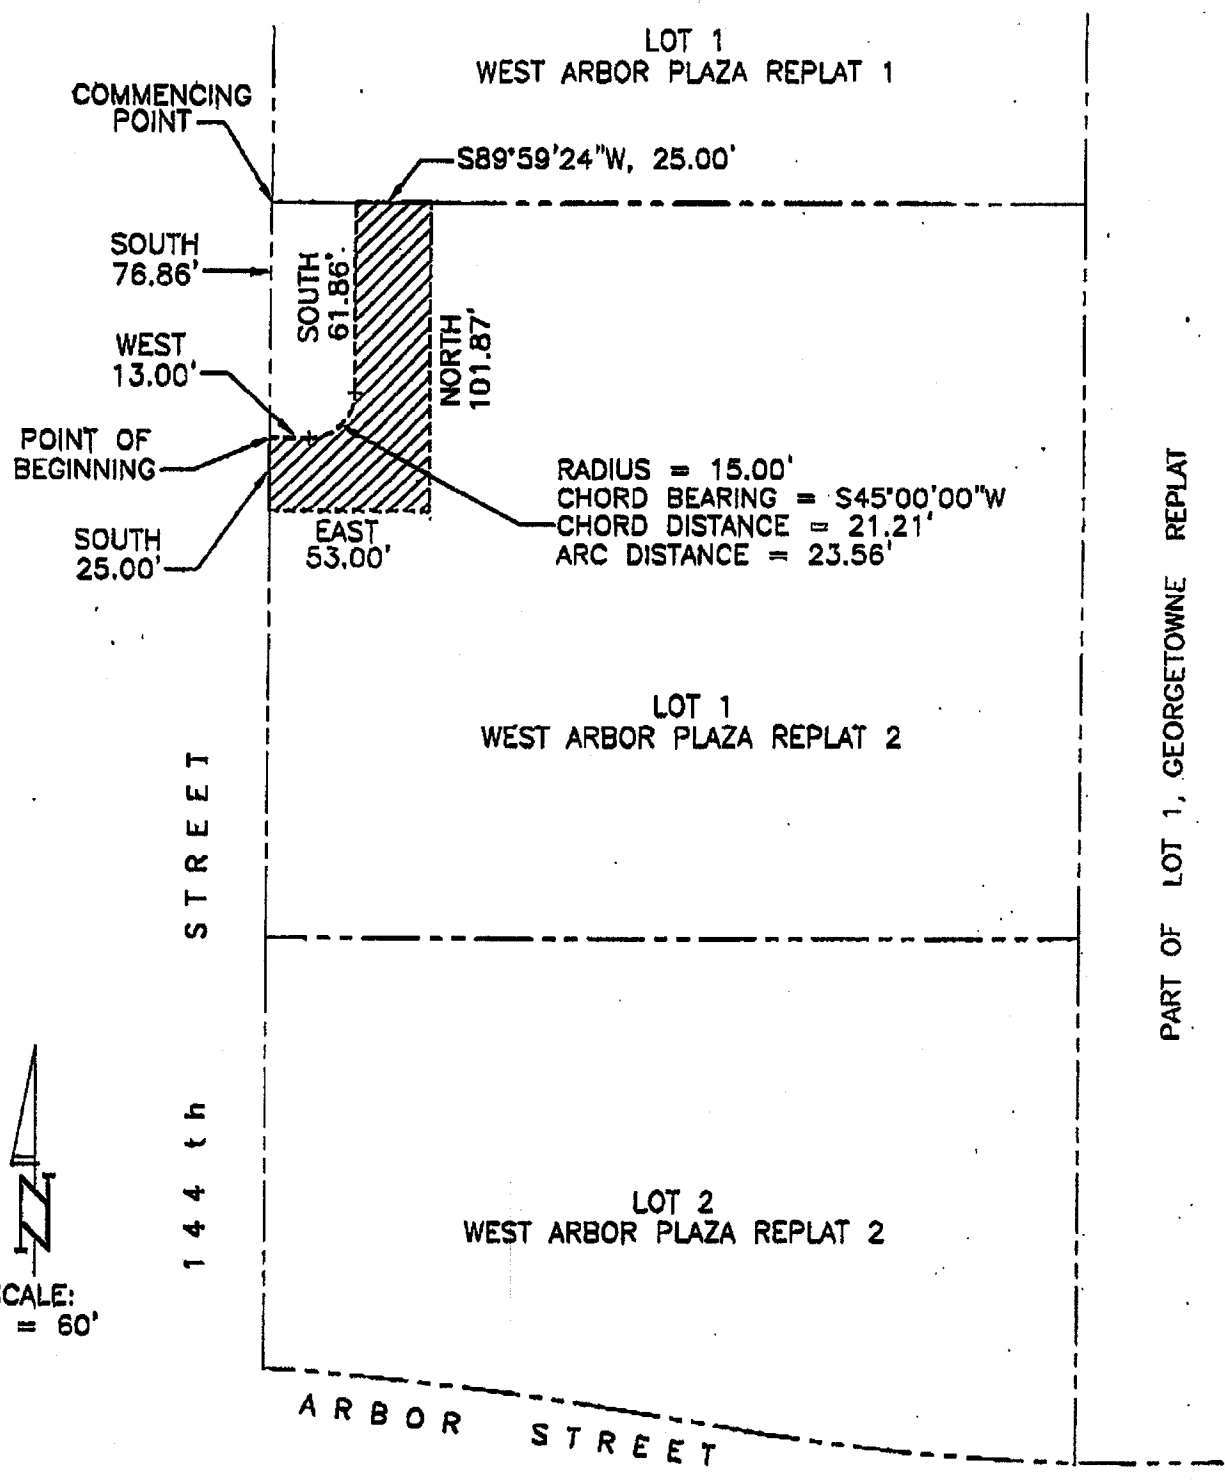 LOT 1
WEST ARBOR PLAZA REPLAT 1
COMMENCING
POINT
S89°59'24"W, 25.00'
SOUTH
76.86'
SOUTH
61.86'
WEST
13.00'
NORTH
101.87'
POINT OF
BEGINNING
RADIUS = 15.00'
CHORD BEARING = S45°00'00"W
CHORD DISTANCE = 21.21'
ARC DISTANCE = 23.56'
SOUTH
25.00'
EAST
53.00'
PART OF LOT 1, GEORGETOWNE REPLAT
LOT 1
WEST ARBOR PLAZA REPLAT 2
144th STREET
LOT 2
WEST ARBOR PLAZA REPLAT 2
N
SCALE:
= 60'
ARBOR STREET